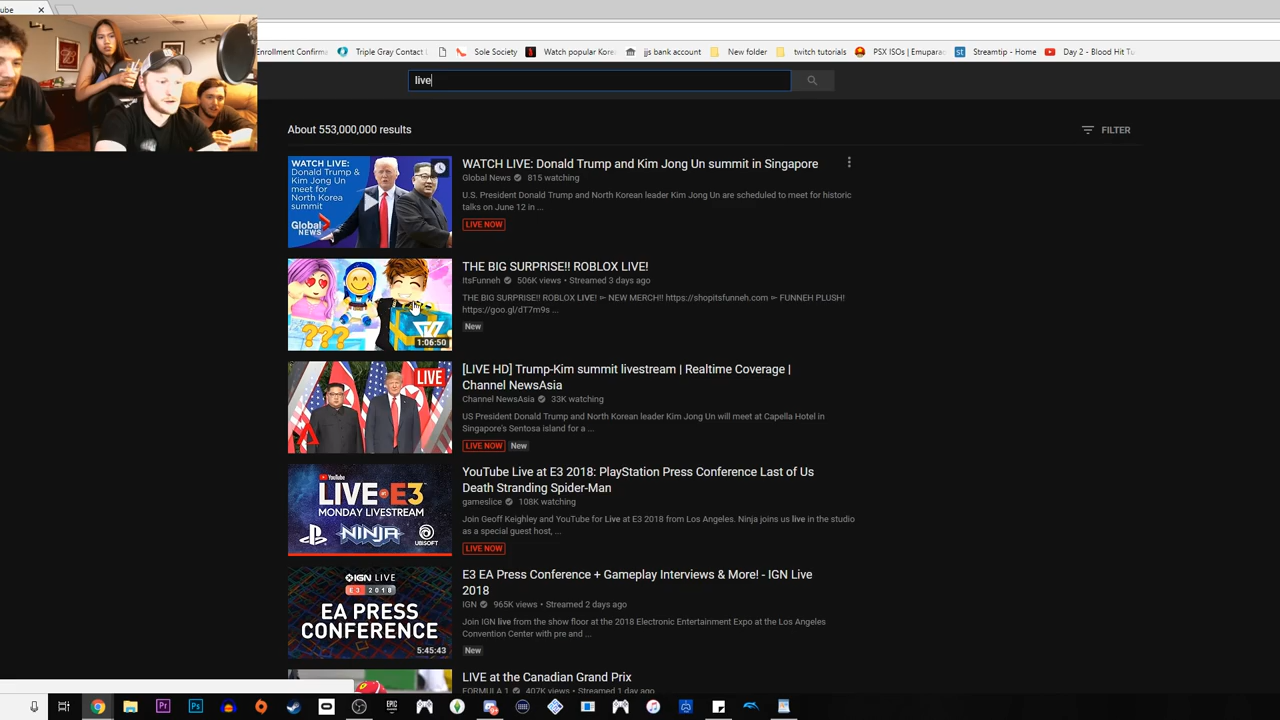 ube
Enrollment Confirma
Triple Gray Contact L
Sole Society
Watch popular Kore
jjs bank account
New folder
twitch tutorials
PSX ISOs | Emuparac
Streamtip - Home
Day 2 - Blood Hit Tu
live
About 553,000,000 results
FILTER
WATCH LIVE:
Donald Trump &
Kim Jong Un
meet for
North Korea
summit
Global
NEWS
WATCH LIVE: Donald Trump and Kim Jong Un summit in Singapore
Global News 815 watching
U.S. President Donald Trump and North Korean leader Kim Jong Un are scheduled to meet for historic
talks on June 12 in ...
LIVE NOW
???
1:06:50
THE BIG SURPRISE!! ROBLOX LIVE!
ItsFunneh 506K views • Streamed 3 days ago
THE BIG SURPRISE!! ROBLOX LIVE! ► NEW MERCH!! https://shopitsfunneh.com ► FUNNEH PLUSH!
https://goo.gl/dT7m9s ...
New
LIVE
[LIVE HD] Trump-Kim summit livestream | Realtime Coverage |
Channel NewsAsia
Channel NewsAsia 33K watching
US President Donald Trump and North Korean leader Kim Jong Un will meet at Capella Hotel in
Singapore's Sentosa island for a ...
LIVE NOW New
YouTube
LIVE E3
MONDAY LIVESTREAM
NINJA
UBISOFT
YouTube Live at E3 2018: PlayStation Press Conference Last of Us
Death Stranding Spider-Man
gameslice 108K watching
Join Geoff Keighley and YouTube for Live at E3 2018 from Los Angeles. Ninja joins us live in the studio
as a special guest host, ...
LIVE NOW
IGN LIVE
E3 2018
EA PRESS
CONFERENCE
5:45:43
E3 EA Press Conference + Gameplay Interviews & More! - IGN Live
2018
IGN 965K views • Streamed 2 days ago
Join IGN live from the show floor at the 2018 Electronic Entertainment Expo at the Los Angeles
Convention Center with pre and ...
New
LIVE at the Canadian Grand Prix
FORMULA 1 407K views • Streamed 1 day ago
Pr
Ps
EPIC